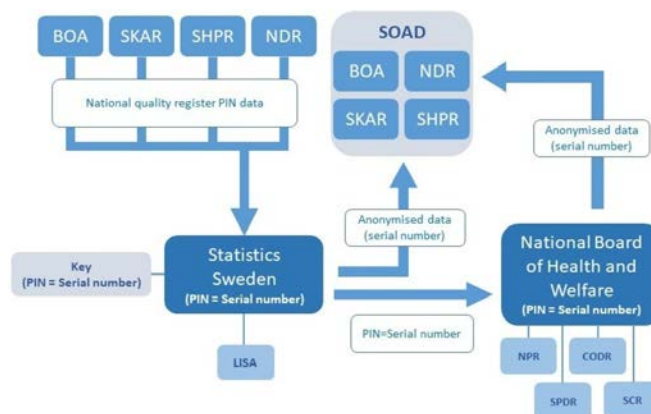 BOA
SKAR
SHPR
NDR
National quality register PIN data
SOAD
BOA
NDR
SKAR
SHPR
Anonymised data
(serial number)
Anonymised data
(serial number)
Key
(PIN = Serial number)
Statistics
Sweden
(PIN = Serial number)
National Board
of Health and
Welfare
(PIN = Serial number)
PIN=Serial number
LISA
NPR
CODR
SPDR
SCR